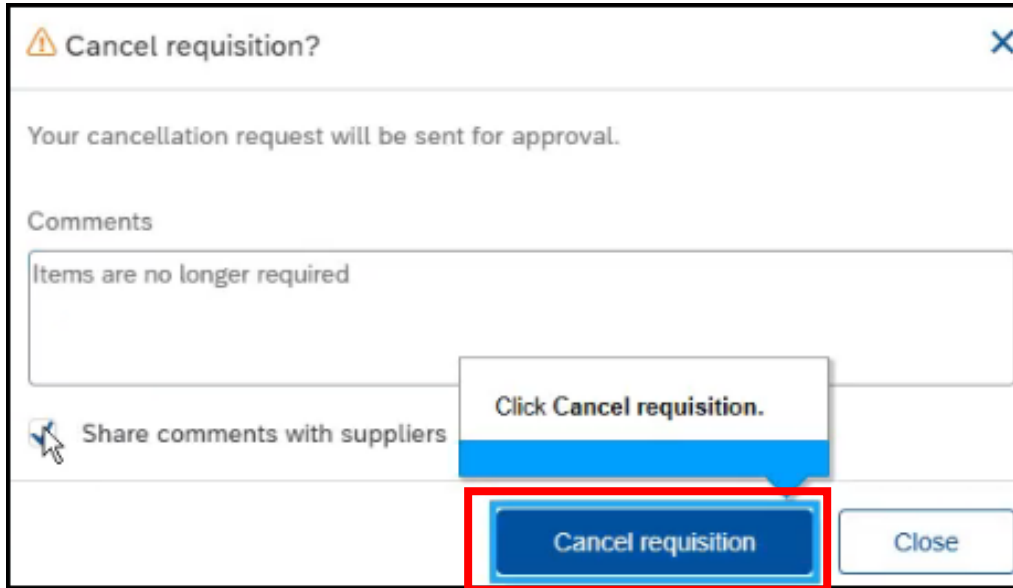 Cancel requisition?
Your cancellation request will be sent for approval.
Comments
Items are no longer required
Click Cancel requisition.
Share comments with suppliers
Cancel requisition
Close